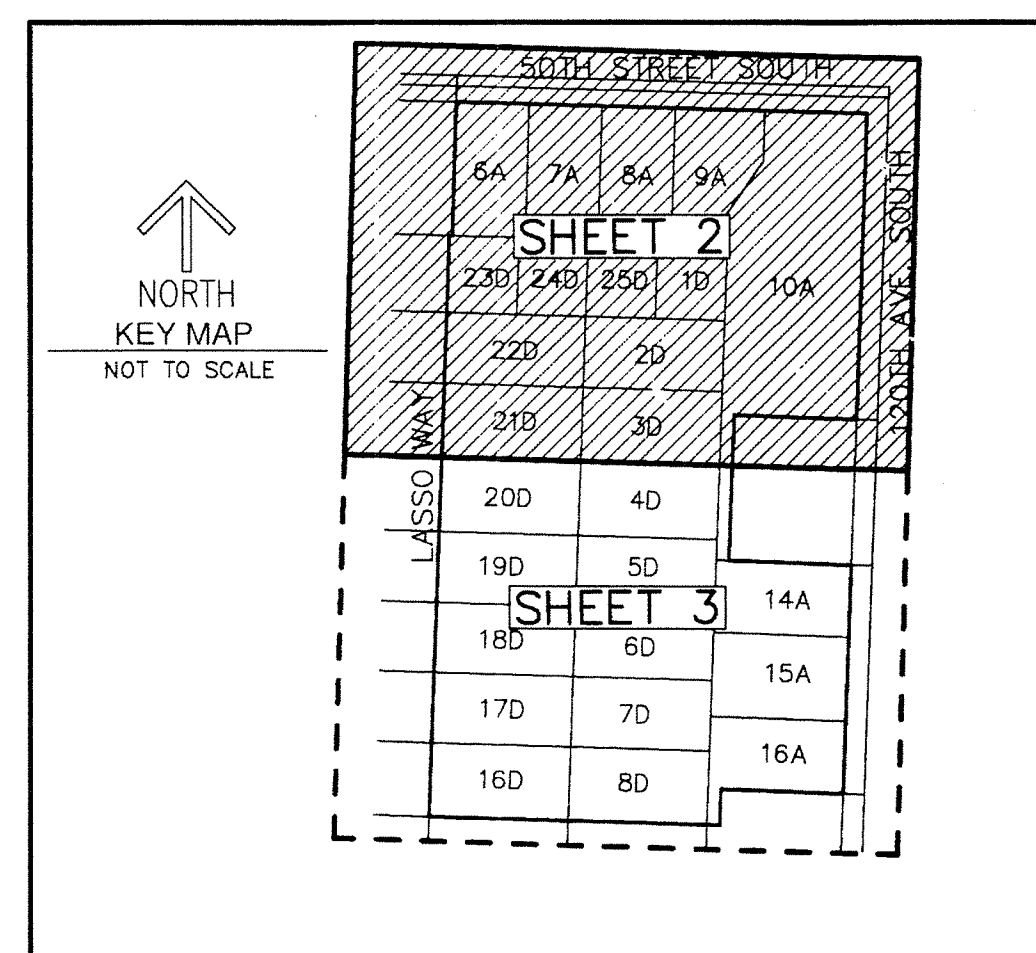 50TH STREET SOUTH
6A 7A 8A 9A
120TH AVE. SOUTH
SHEET 2
NORTH
KEY MAP
NOT TO SCALE
23D 24D 25D 1D 10A
22D 2D
21D 3D
LASSO WAY
20D 4D
19D 5D
14A
SHEET 3
18D 6D
15A
17D 7D
16A
16D 8D